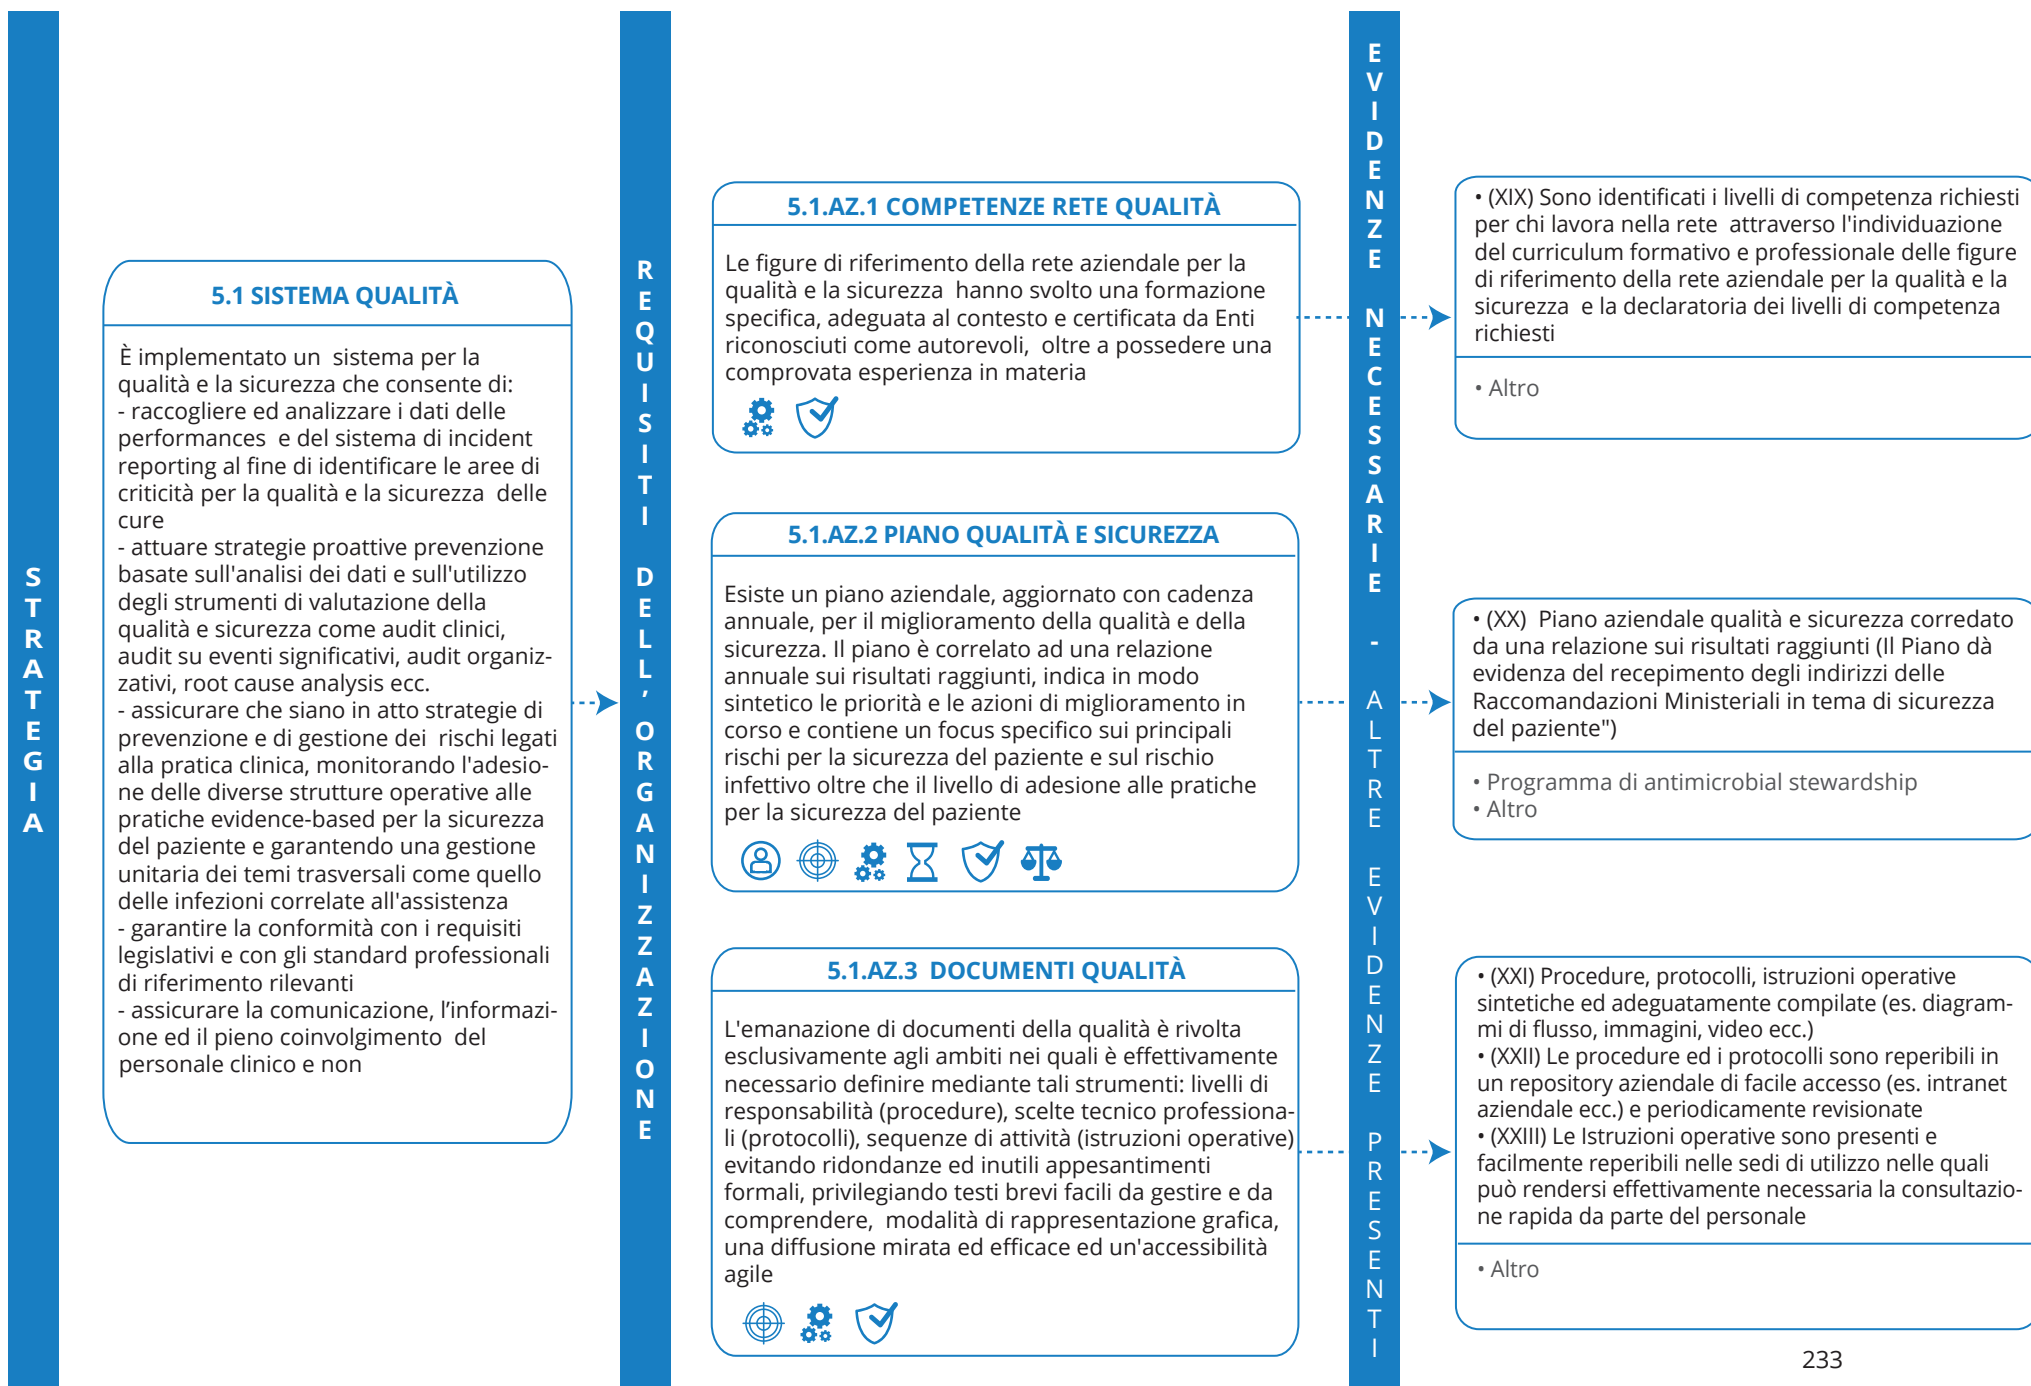 STRATEGIA
5.1 SISTEMA QUALITÀ
È implementato un  sistema per la
qualità e la sicurezza che consente di:
- raccogliere ed analizzare i dati delle
performances  e del sistema di incident
reporting al fine di identificare le aree di
criticità per la qualità e la sicurezza  delle
cure
- attuare strategie proattive prevenzione
basate sull'analisi dei dati e sull'utilizzo
degli strumenti di valutazione della
qualità e sicurezza come audit clinici,
audit su eventi significativi, audit organiz-
zativi, root cause analysis ecc.
- assicurare che siano in atto strategie di
prevenzione e di gestione dei  rischi legati
alla pratica clinica, monitorando l'adesio-
ne delle diverse strutture operative alle
pratiche evidence-based per la sicurezza
del paziente e garantendo una gestione
unitaria dei temi trasversali come quello
delle infezioni correlate all'assistenza
- garantire la conformità con i requisiti
legislativi e con gli standard professionali
di riferimento rilevanti
- assicurare la comunicazione, l’informazi-
one ed il pieno coinvolgimento  del
personale clinico e non
REQUISITI DELL’ORGANIZZAZIONE
5.1.AZ.1 COMPETENZE RETE QUALITÀ
Le figure di riferimento della rete aziendale per la
qualità e la sicurezza  hanno svolto una formazione
specifica, adeguata al contesto e certificata da Enti
riconosciuti come autorevoli,  oltre a possedere una
comprovata esperienza in materia
5.1.AZ.2 PIANO QUALITÀ E SICUREZZA
Esiste un piano aziendale, aggiornato con cadenza
annuale, per il miglioramento della qualità e della
sicurezza. Il piano è correlato ad una relazione
annuale sui risultati raggiunti, indica in modo
sintetico le priorità e le azioni di miglioramento in
corso e contiene un focus specifico sui principali
rischi per la sicurezza del paziente e sul rischio
infettivo oltre che il livello di adesione alle pratiche
per la sicurezza del paziente
5.1.AZ.3  DOCUMENTI QUALITÀ
L'emanazione di documenti della qualità è rivolta
esclusivamente agli ambiti nei quali è effettivamente
necessario definire mediante tali strumenti: livelli di
responsabilità (procedure), scelte tecnico professiona-
li (protocolli), sequenze di attività (istruzioni operative)
evitando ridondanze ed inutili appesantimenti
formali, privilegiando testi brevi facili da gestire e da
comprendere,  modalità di rappresentazione grafica,
una diffusione mirata ed efficace ed un'accessibilità
agile
EVIDENZE NECESSARIE - ALTRE EVIDENZE PRESENTI
• (XIX) Sono identificati i livelli di competenza richiesti
per chi lavora nella rete  attraverso l'individuazione
del curriculum formativo e professionale delle figure
di riferimento della rete aziendale per la qualità e la
sicurezza  e la declaratoria dei livelli di competenza
richiesti
• Altro
• (XX)  Piano aziendale qualità e sicurezza corredato
da una relazione sui risultati raggiunti (Il Piano dà
evidenza del recepimento degli indirizzi delle
Raccomandazioni Ministeriali in tema di sicurezza
del paziente")
• Programma di antimicrobial stewardship
• Altro
• (XXI) Procedure, protocolli, istruzioni operative
sintetiche ed adeguatamente compilate (es. diagram-
mi di flusso, immagini, video ecc.)
• (XXII) Le procedure ed i protocolli sono reperibili in
un repository aziendale di facile accesso (es. intranet
aziendale ecc.) e periodicamente revisionate
• (XXIII) Le Istruzioni operative sono presenti e
facilmente reperibili nelle sedi di utilizzo nelle quali
può rendersi effettivamente necessaria la consultazio-
ne rapida da parte del personale
• Altro
233